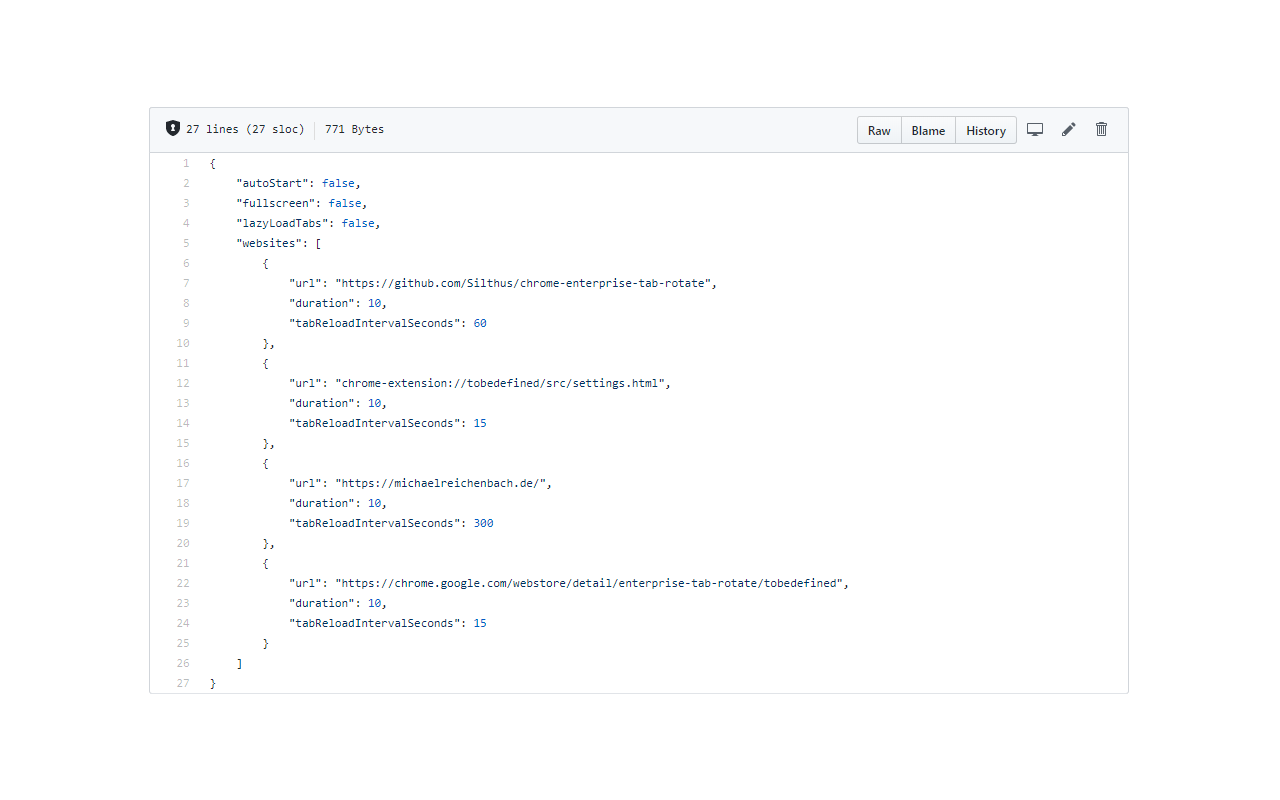 27 lines (27 sloc) 771 Bytes Raw Blame History
1 {
2     "autoStart": false,
3     "fullscreen": false,
4     "lazyLoadTabs": false,
5     "websites": [
6         {
7             "url": "https://github.com/Silthus/chrome-enterprise-tab-rotate",
8             "duration": 10,
9             "tabReloadIntervalSeconds": 60
10         },
11         {
12             "url": "chrome-extension://tobedefined/src/settings.html",
13             "duration": 10,
14             "tabReloadIntervalSeconds": 15
15         },
16         {
17             "url": "https://michaelreichenbach.de/",
18             "duration": 10,
19             "tabReloadIntervalSeconds": 300
20         },
21         {
22             "url": "https://chrome.google.com/webstore/detail/enterprise-tab-rotate/tobedefined",
23             "duration": 10,
24             "tabReloadIntervalSeconds": 15
25         }
26     ]
27 }